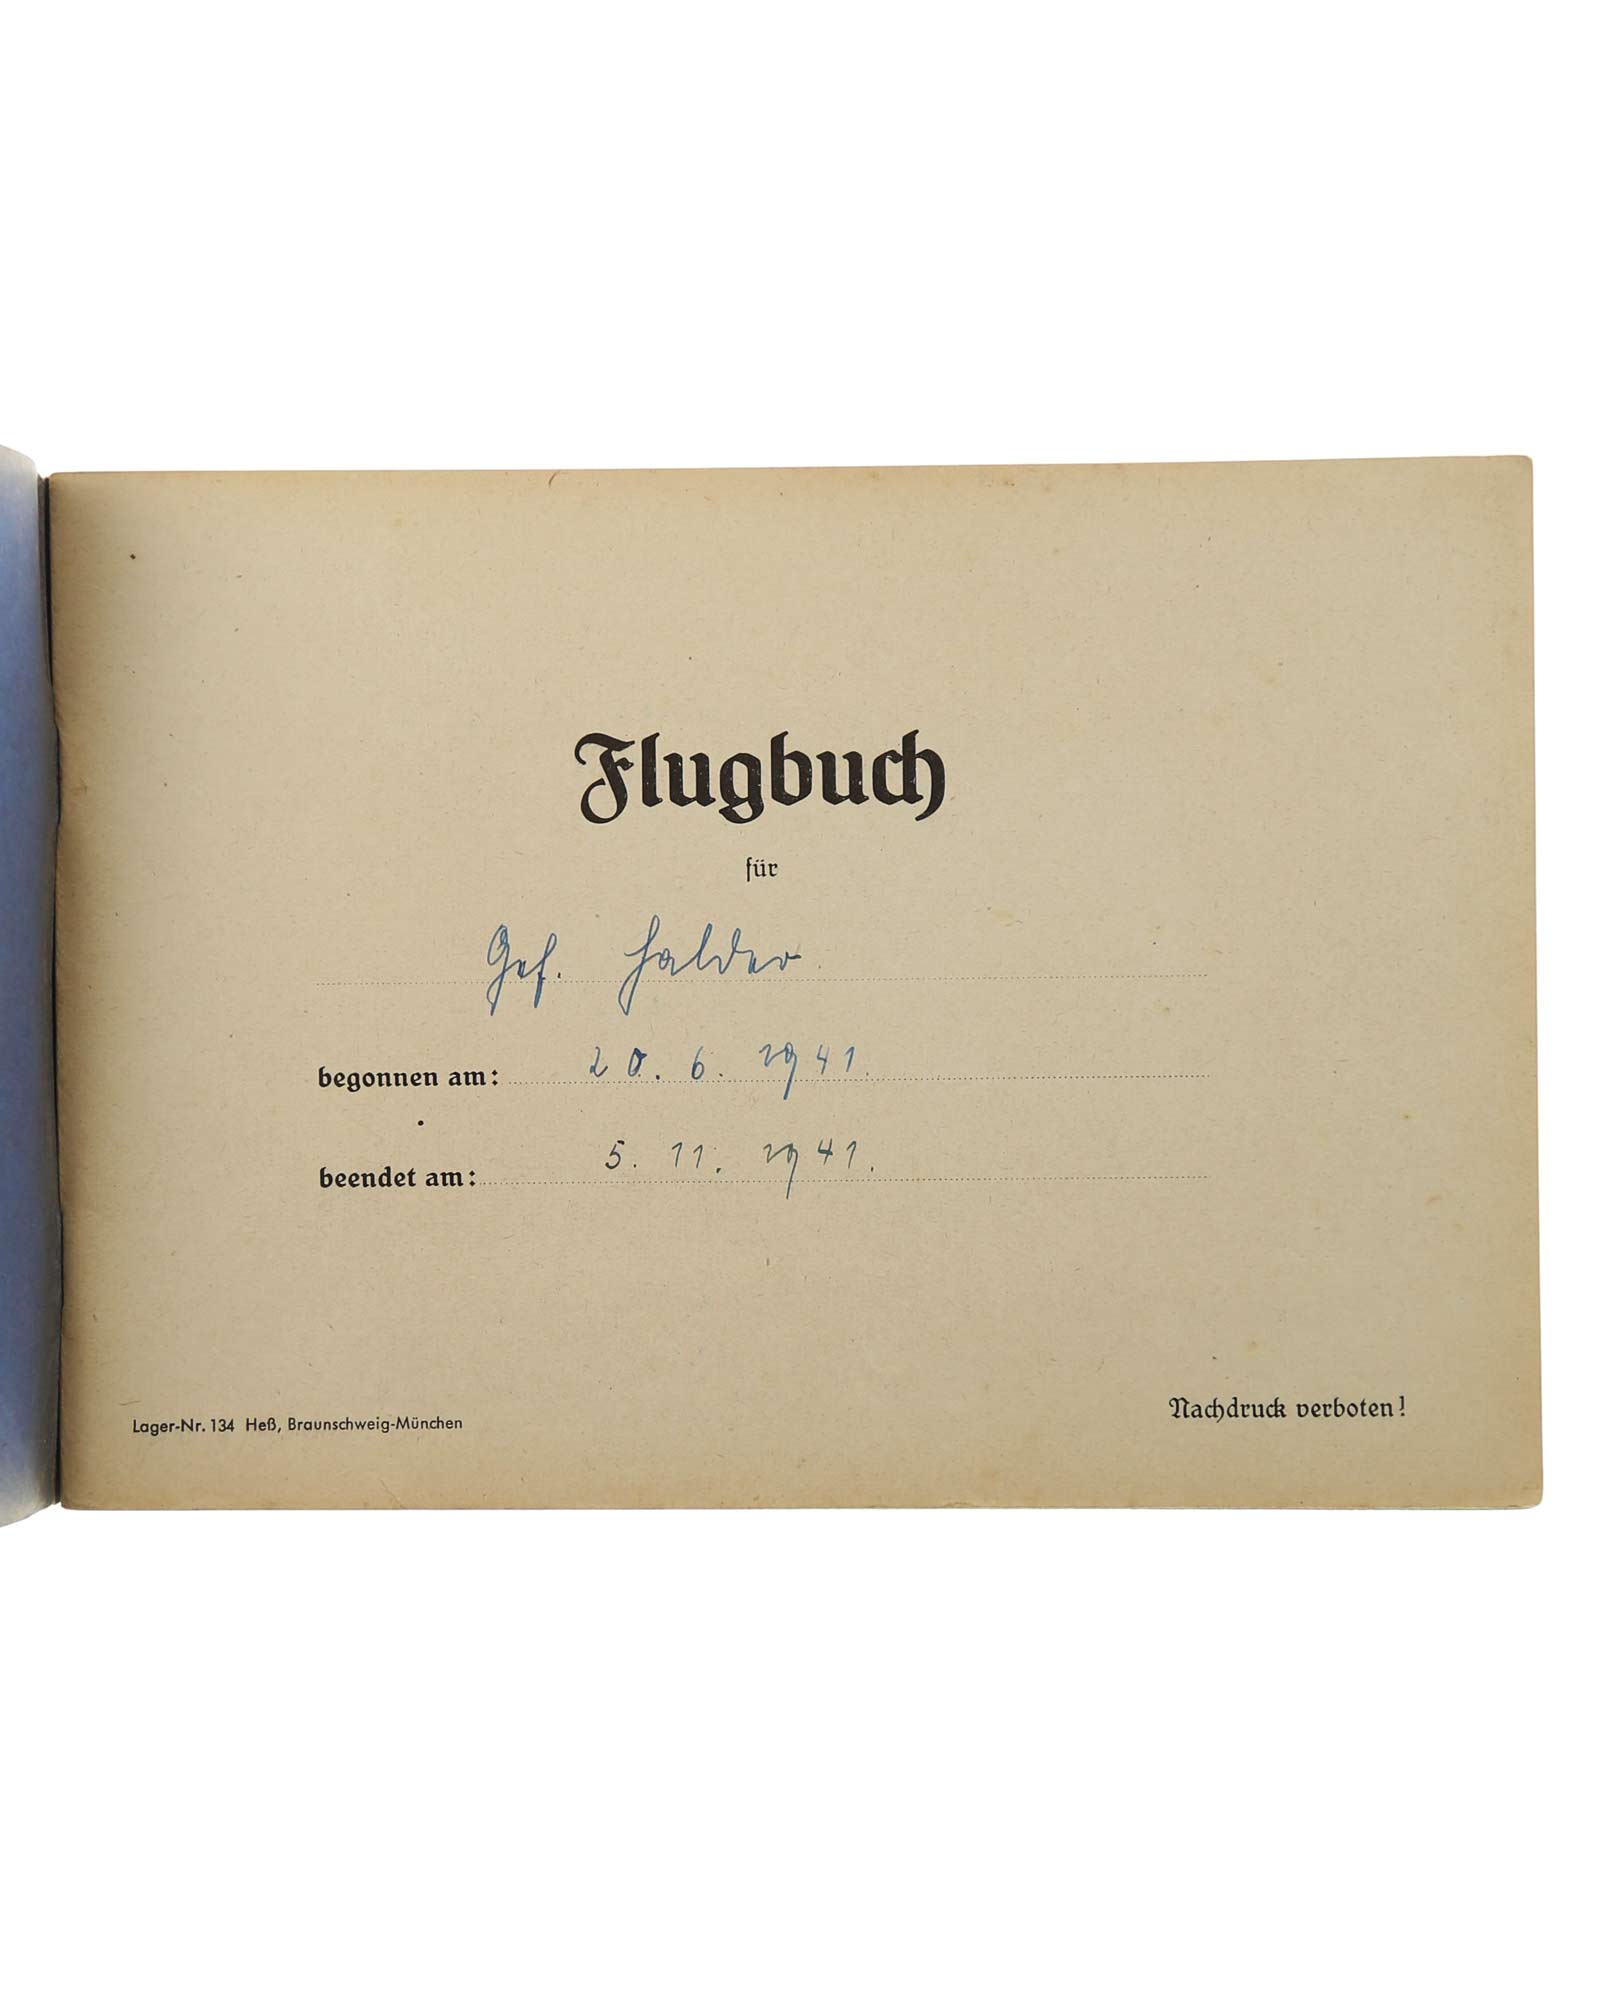 Flugbuch
für
Gef. Halder
begonnen am: 20. 6. 1941.
beendet am: 5. 11. 1941.
Lager-Nr. 134 Heß, Braunschweig-München
Nachdruck verboten!